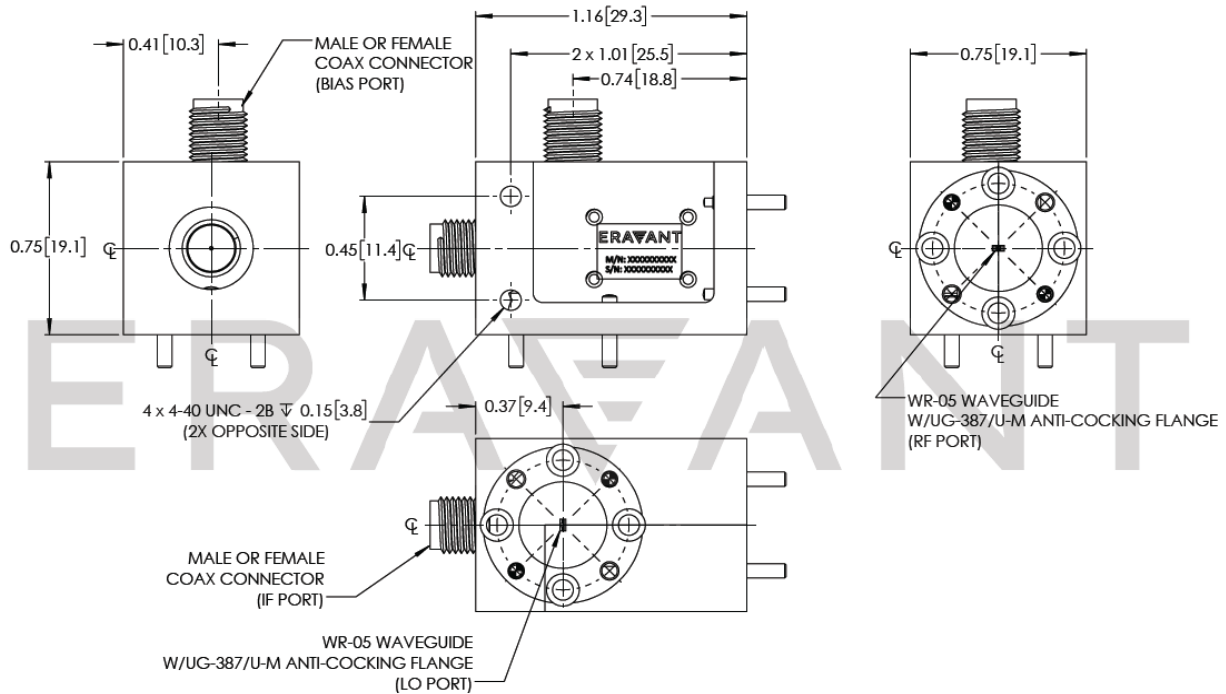 1.16[29.3]
0.41[10.3]
MALE OR FEMALE
COAX CONNECTOR
(BIAS PORT)
2 x 1.01[25.5]
0.74[18.8]
0.75[19.1]
0.75[19.1]
℄
0.45[11.4]
℄
ERAVANT
M/N: XXXXXXXXXX
S/N: XXXXXXXXXX
℄
℄
℄
ERAVANT
4 x 4-40 UNC - 2B ↧ 0.15[3.8]
(2X OPPOSITE SIDE)
0.37[9.4]
WR-05 WAVEGUIDE
W/UG-387/U-M ANTI-COCKING FLANGE
(RF PORT)
℄
MALE OR FEMALE
COAX CONNECTOR
(IF PORT)
WR-05 WAVEGUIDE
W/UG-387/U-M ANTI-COCKING FLANGE
(LO PORT)